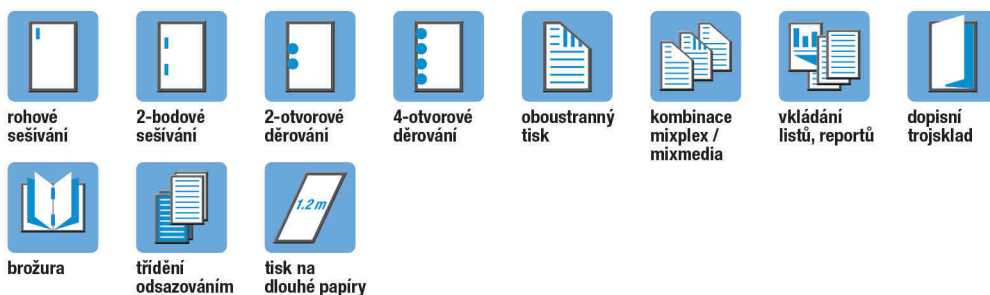 rohové
sešívání
2-bodové
sešívání
2-otvorové
děrování
4-otvorové
děrování
oboustranný
tisk
kombinace
mixplex /
mixmedia
vkládání
listů, reportů
dopisní
trojsklad
1.2 m
brožura
třídění
odsazováním
tisk na
dlouhé papíry